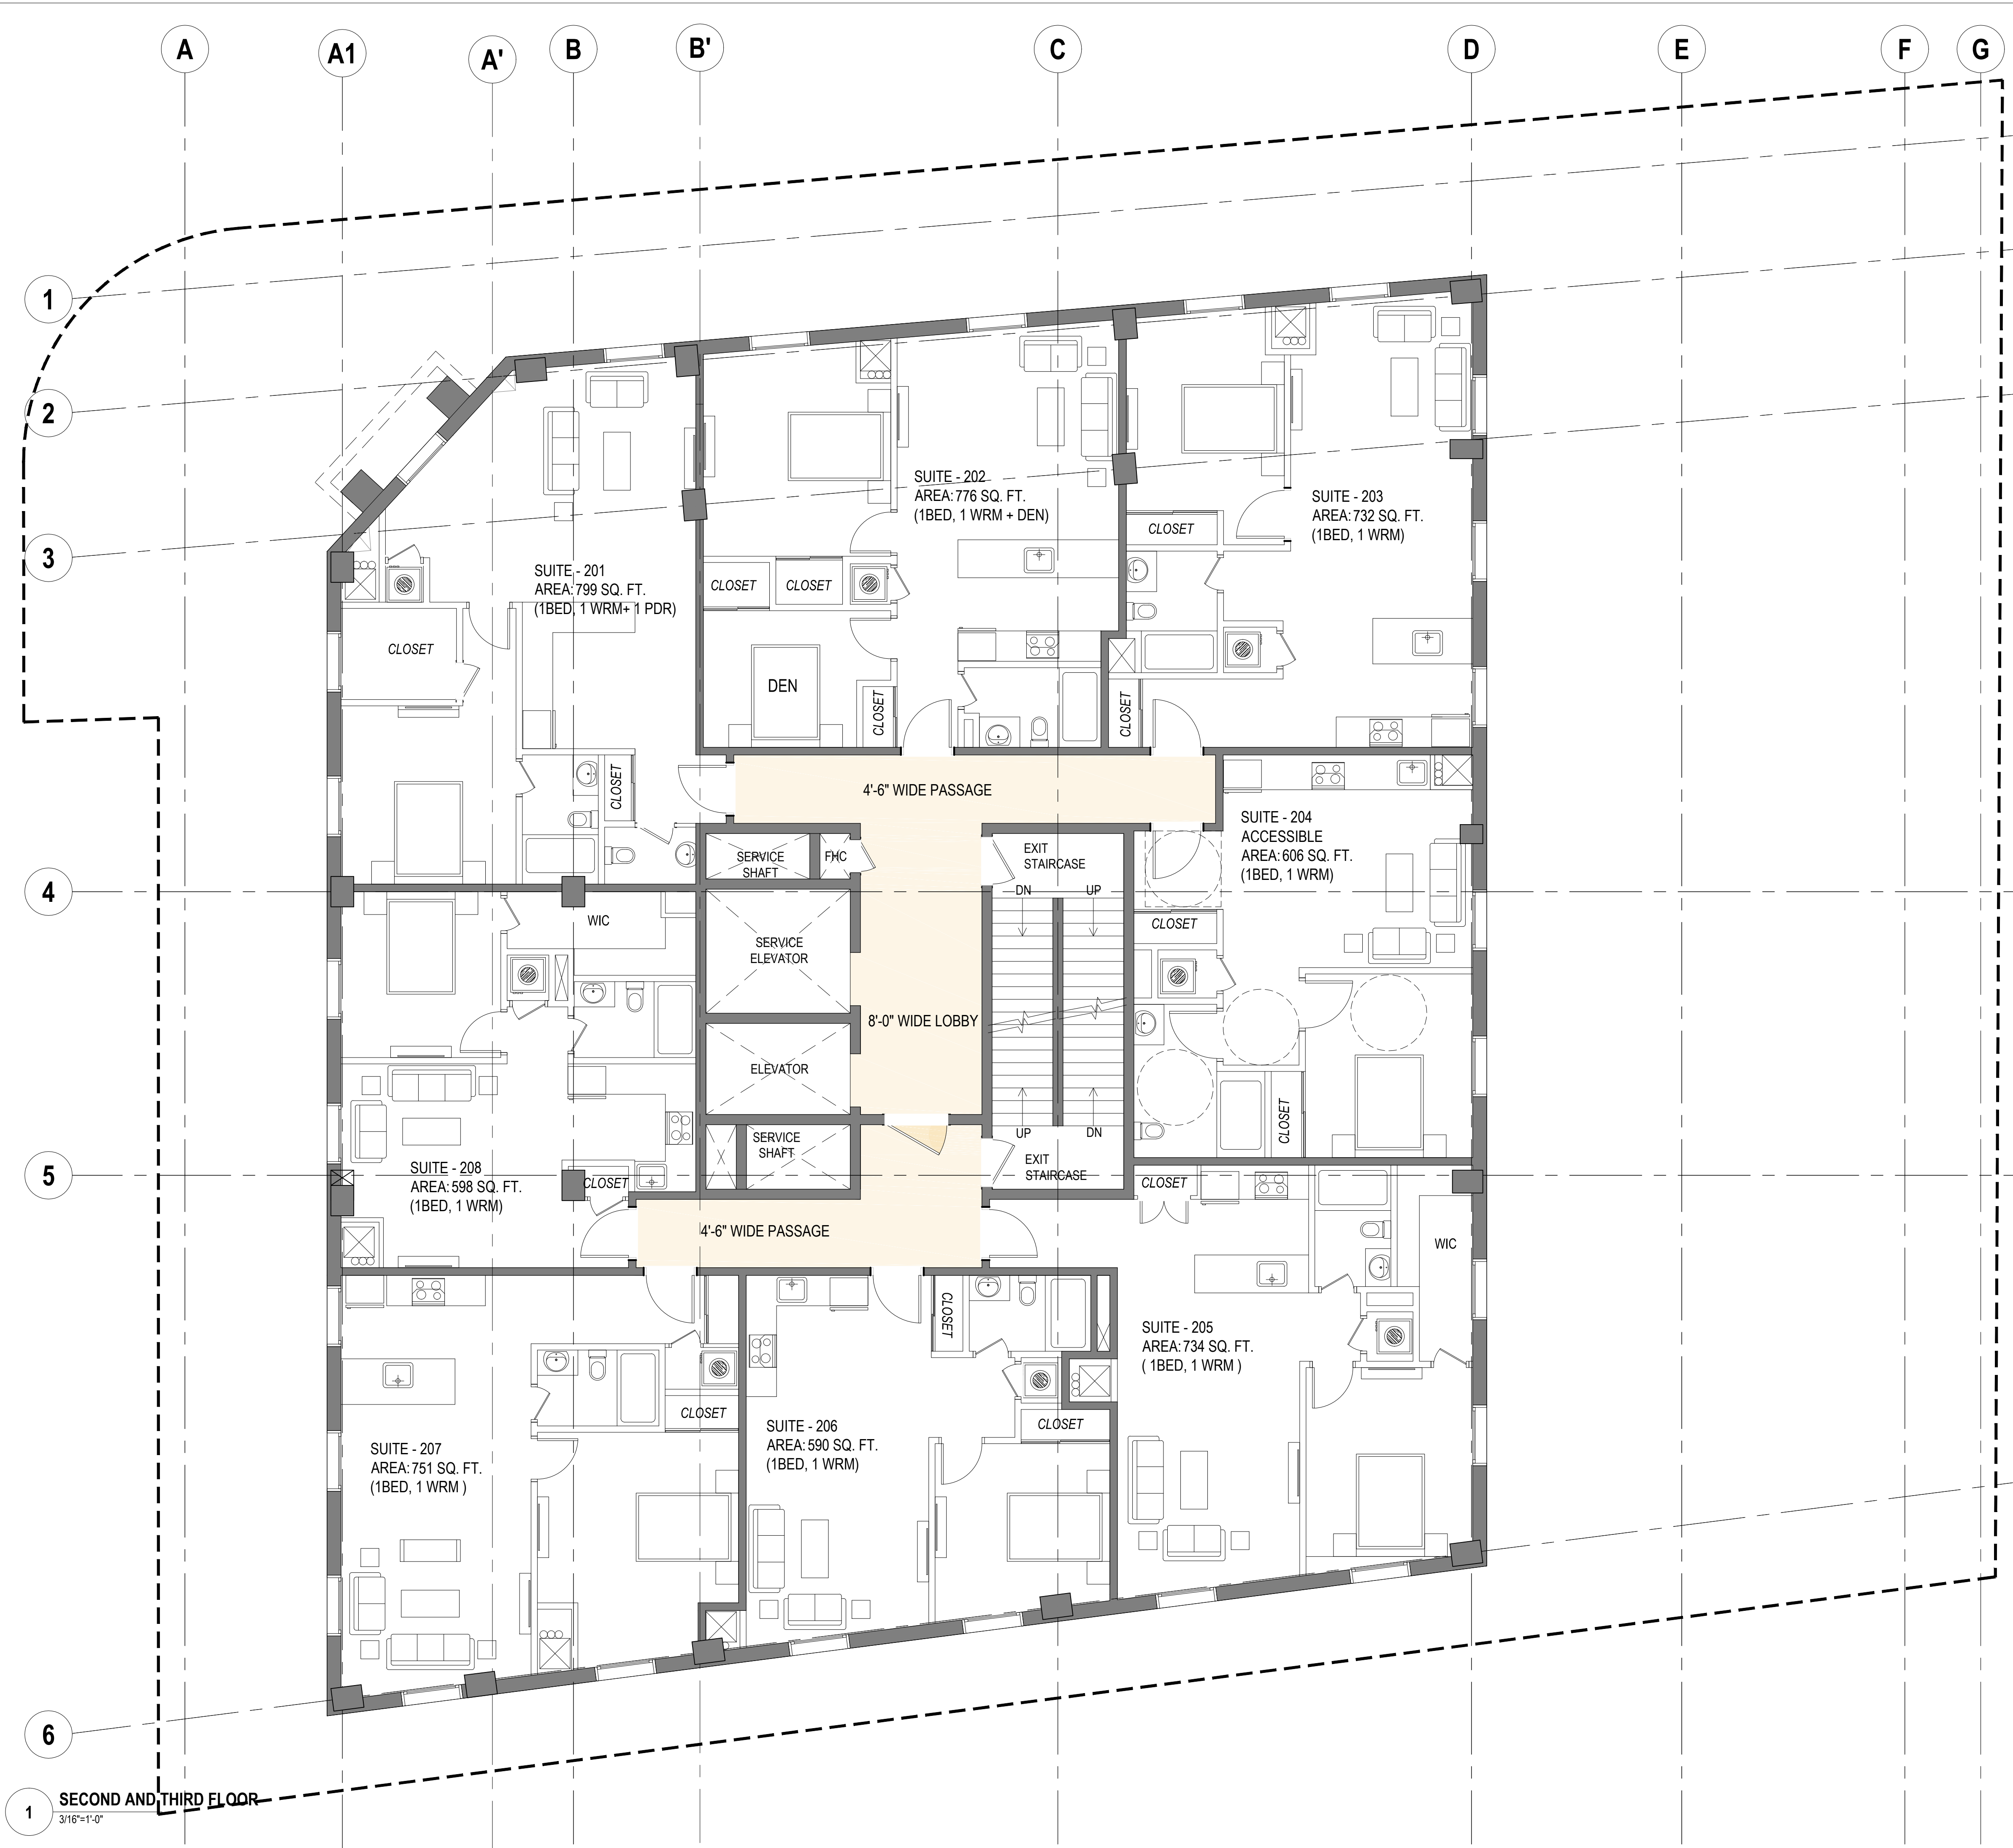 A
A1
A'
B
B'
C
D
E
F
G
1
2
3
4
5
6
SUITE - 201
AREA: 799 SQ. FT.
(1BED, 1 WRM+ 1 PDR)
CLOSET
CLOSET
SUITE - 202
AREA: 776 SQ. FT.
(1BED, 1 WRM + DEN)
CLOSET
CLOSET
DEN
CLOSET
SUITE - 203
AREA: 732 SQ. FT.
(1BED, 1 WRM)
CLOSET
CLOSET
4'-6" WIDE PASSAGE
SERVICE
SHAFT
FHC
EXIT
STAIRCASE
DN
UP
SUITE - 204
ACCESSIBLE
AREA: 606 SQ. FT.
(1BED, 1 WRM)
CLOSET
CLOSET
WIC
SERVICE
ELEVATOR
8'-0" WIDE LOBBY
ELEVATOR
SERVICE
SHAFT
UP
DN
EXIT
STAIRCASE
SUITE - 208
AREA: 598 SQ. FT.
(1BED, 1 WRM)
CLOSET
4'-6" WIDE PASSAGE
CLOSET
WIC
SUITE - 205
AREA: 734 SQ. FT.
( 1BED, 1 WRM )
CLOSET
SUITE - 206
AREA: 590 SQ. FT.
(1BED, 1 WRM)
CLOSET
CLOSET
SUITE - 207
AREA: 751 SQ. FT.
(1BED, 1 WRM )
1
SECOND AND THIRD FLOOR
3/16"=1'-0"